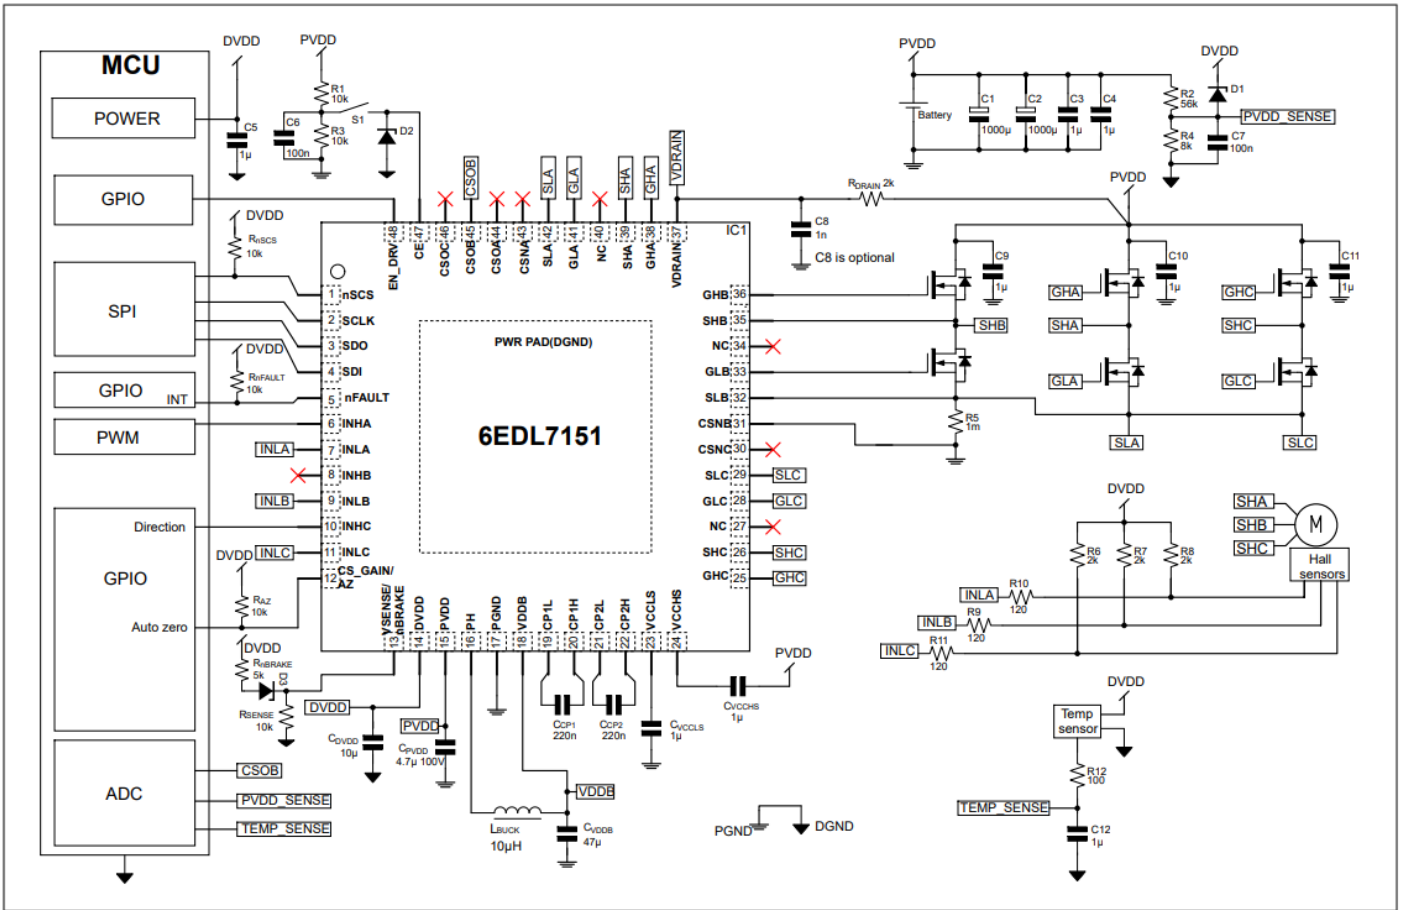 MCU
POWER
GPIO
SPI
GPIO
INT
PWM
Direction
GPIO
Auto zero
ADC
DVDD
C5
1µ
PVDD
R1
10k
S1
C6
100n
R3
10k
D2
DVDD
RnSCS
10k
DVDD
RnFAULT
10k
INLA
INLB
INLC
DVDD
RAZ
10k
DVDD
RnBRAKE
5k
D3
RSENSE
10k
CSOB
PVDD_SENSE
TEMP_SENSE
CSOB
SLA
GLA
SHA
GHA
VDRAIN
48 EN_DRV
47 CE
46 CSOC
45 CSOB
44 CSOA
43 CSNA
42 SLA
41 GLA
40 NC
39 SHA
38 GHA
37 VDRAIN
IC1
1 nSCS
2 SCLK
3 SDO
4 SDI
5 nFAULT
6 INHA
7 INLA
8 INHB
9 INLB
10 INHC
11 INLC
12 CS_GAIN/
AZ
PWR PAD(DGND)
6EDL7151
GHB 36
SHB 35
NC 34
GLB 33
SLB 32
CSNB 31
CSNC 30
SLC 29
GLC 28
NC 27
SHC 26
GHC 25
SLC
GLC
SHC
GHC
13 VSENSE/
nBRAKE
14 DVDD
15 PVDD
16 PH
17 PGND
18 VDDB
19 CP1L
20 CP1H
21 CP2L
22 CP2H
23 VCCLS
24 VCCHS
DVDD
CDVDD
10µ
PVDD
CPVDD
4.7µ 100V
LBUCK
10µH
VDDB
CVDDB
47µ
CCP1
220n
CCP2
220n
CVCCLS
1µ
CVCCHS
1µ
PVDD
PGND
DGND
PVDD
Battery
C1
1000µ
C2
1000µ
C3
1µ
C4
1µ
DVDD
R2
56k
D1
PVDD_SENSE
R4
8k
C7
100n
RDRAIN 2k
C8
1n
C8 is optional
PVDD
C9
1µ
C10
1µ
C11
1µ
GHA
GHC
SHB
SHA
SHC
GLA
GLC
R5
1m
SLA
SLC
DVDD
R6
2k
R7
2k
R8
2k
SHA
SHB
SHC
M
Hall
sensors
INLA
R10
120
INLB
R9
120
INLC
R11
120
DVDD
Temp
sensor
R12
100
TEMP_SENSE
C12
1µ